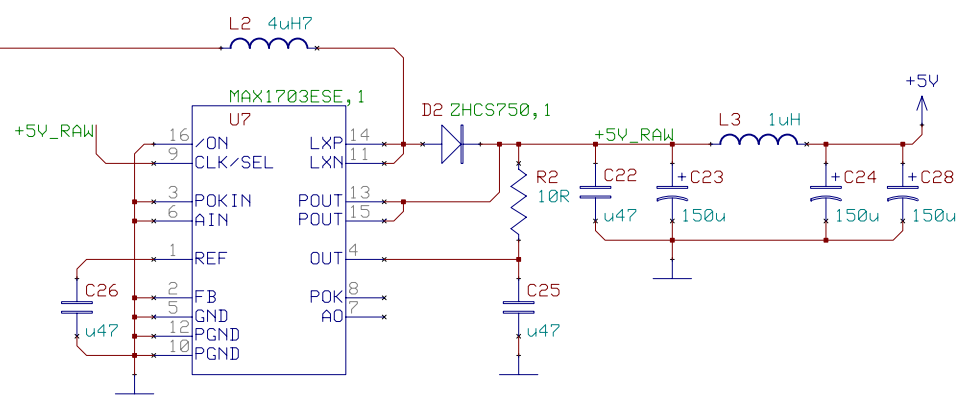 L2 4uH7
+5V
MAX1703ESE,1
U7
D2 ZHCS750,1
L3 1uH
+5V_RAW
+5V_RAW
16 /ON
LXP 14
9 CLK/SEL
LXN 11
R2
10R
C22
u47
+ C23
150u
+ C24
150u
+ C28
150u
3 POKIN
POUT 13
6 AIN
POUT 15
1 REF
OUT 4
C26
u47
2 FB
POK 8
C25
u47
5 GND
AO 7
12 PGND
10 PGND